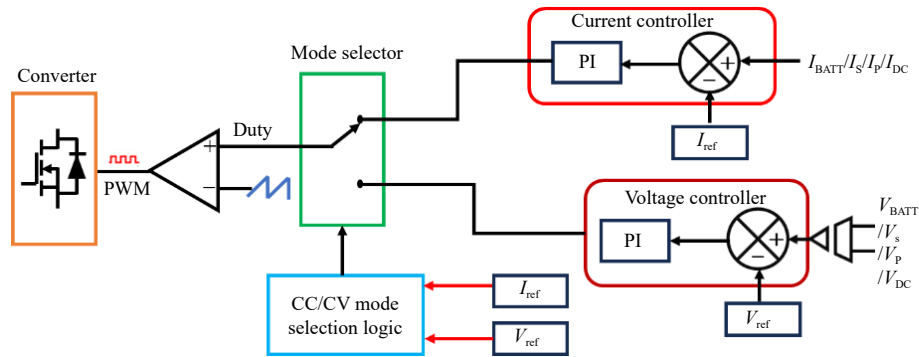 Current controller
Mode selector
Converter
PI
+
−
I_BATT/I_S/I_P/I_DC
Duty
I_ref
+
−
PWM
Voltage controller
V_BATT
/V_s
/V_P
/V_DC
PI
+
−
CC/CV mode
selection logic
I_ref
V_ref
V_ref